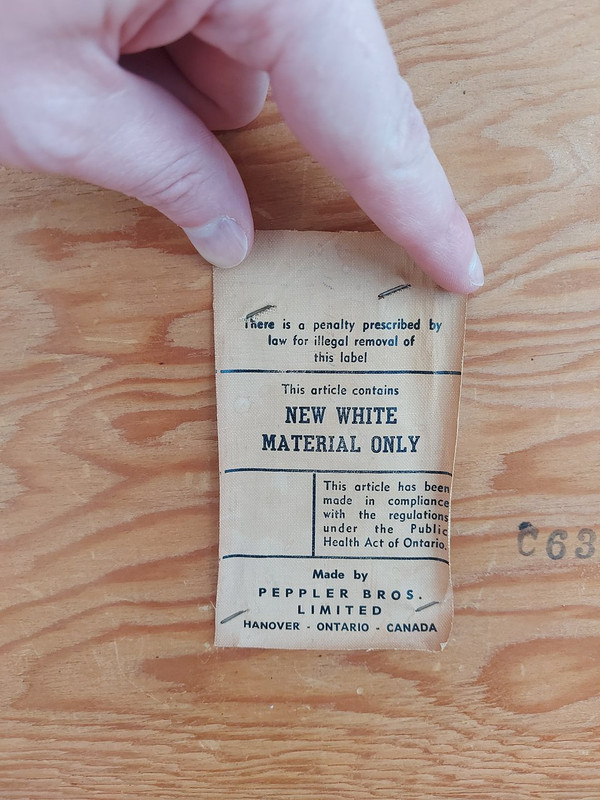 There is a penalty prescribed by
law for illegal removal of
this label
This article contains
NEW WHITE
MATERIAL ONLY
This article has been
made in compliance
with the regulations
under the Public
Health Act of Ontario.
Made by
PEPPLER BROS.
LIMITED
HANOVER - ONTARIO - CANADA
C63